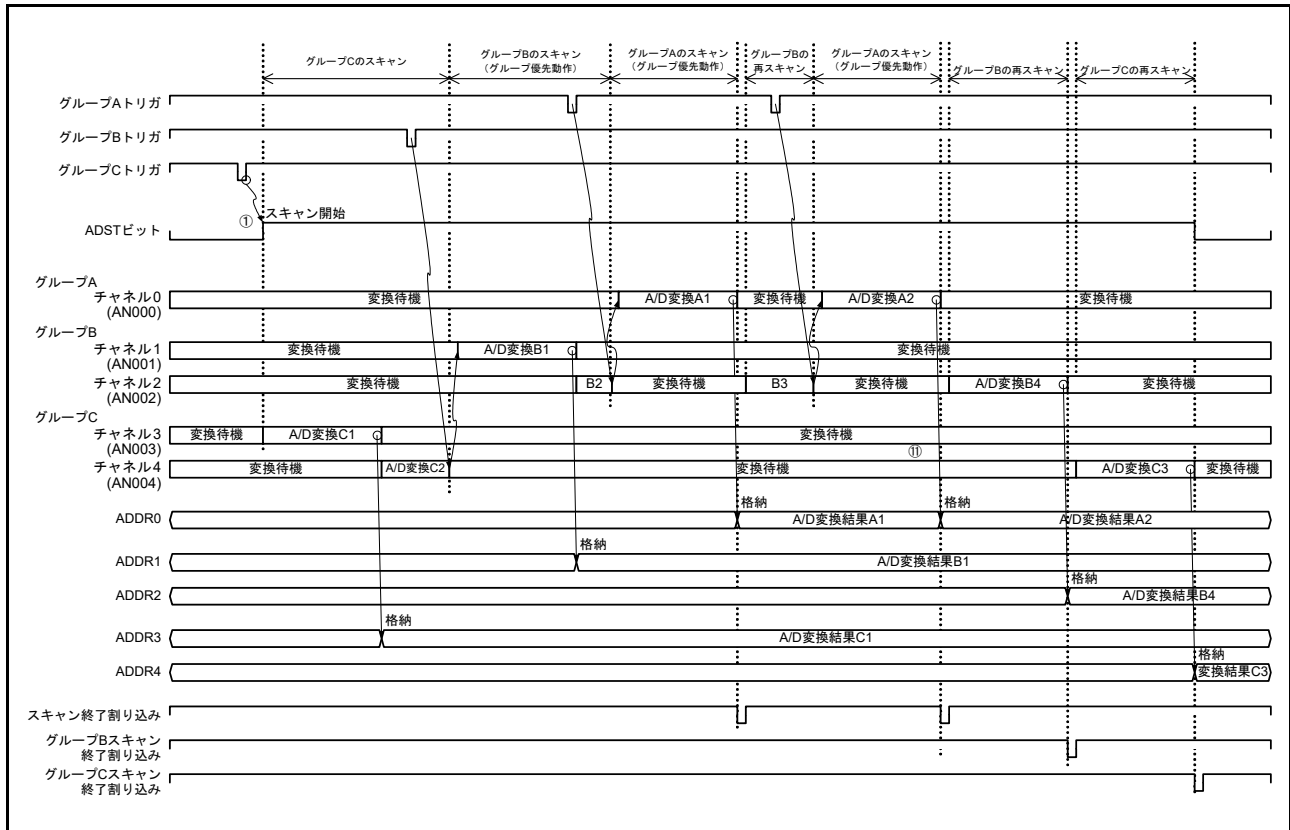 グループCのスキャン
グループBのスキャン
（グループ優先動作）
グループAのスキャン
（グループ優先動作）
グループBの
再スキャン
グループAのスキャン
（グループ優先動作）
グループBの再スキャン
グループCの再スキャン
グループAトリガ
グループBトリガ
グループCトリガ
①
スキャン開始
ADSTビット
グループA
チャネル0
(AN000)
変換待機
A/D変換A1
変換待機
A/D変換A2
変換待機
グループB
チャネル1
(AN001)
変換待機
A/D変換B1
変換待機
チャネル2
(AN002)
変換待機
B2
変換待機
B3
変換待機
A/D変換B4
変換待機
グループC
チャネル3
(AN003)
変換待機
A/D変換C1
変換待機
⑪
チャネル4
(AN004)
変換待機
A/D変換C2
変換待機
A/D変換C3
変換待機
ADDR0
格納
A/D変換結果A1
格納
A/D変換結果A2
ADDR1
格納
A/D変換結果B1
ADDR2
格納
A/D変換結果B4
ADDR3
格納
A/D変換結果C1
ADDR4
格納
変換結果C3
スキャン終了割り込み
グループBスキャン
終了割り込み
グループCスキャン
終了割り込み